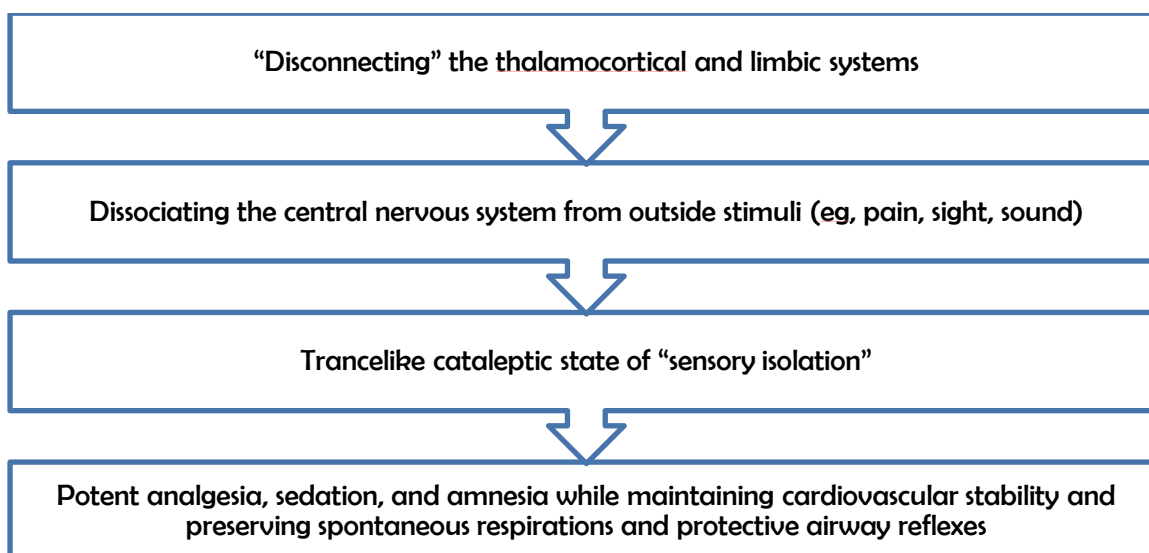 “Disconnecting” the thalamocortical and limbic systems
Dissociating the central nervous system from outside stimuli (eg, pain, sight, sound)
Trancelike cataleptic state of “sensory isolation”
Potent analgesia, sedation, and amnesia while maintaining cardiovascular stability and
preserving spontaneous respirations and protective airway reflexes